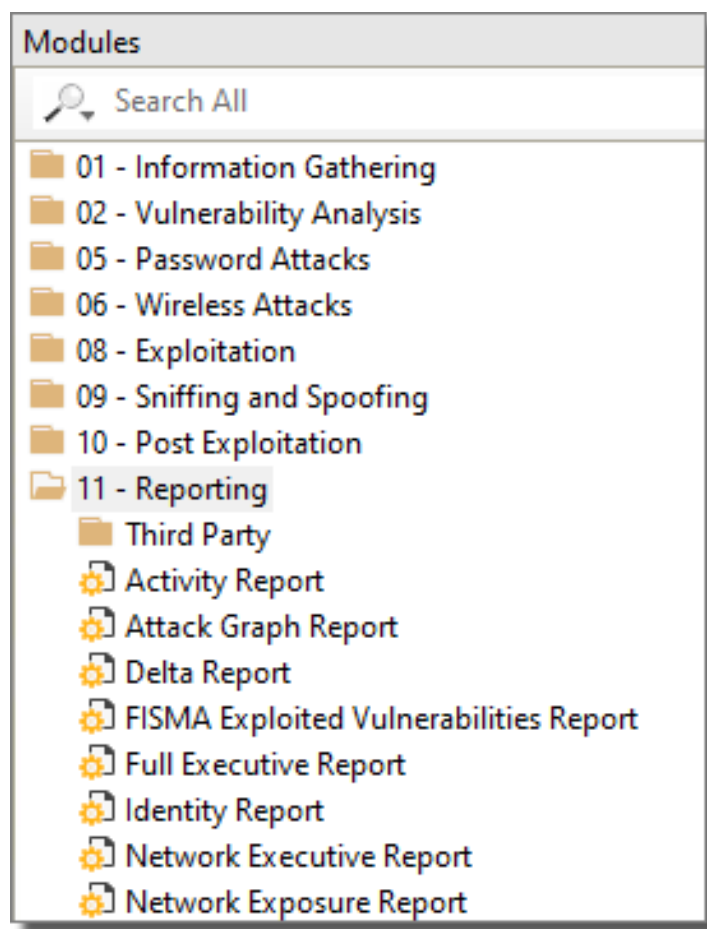 Modules
Search All
01 - Information Gathering
02 - Vulnerability Analysis
05 - Password Attacks
06 - Wireless Attacks
08 - Exploitation
09 - Sniffing and Spoofing
10 - Post Exploitation
11 - Reporting
Third Party
Activity Report
Attack Graph Report
Delta Report
FISMA Exploited Vulnerabilities Report
Full Executive Report
Identity Report
Network Executive Report
Network Exposure Report